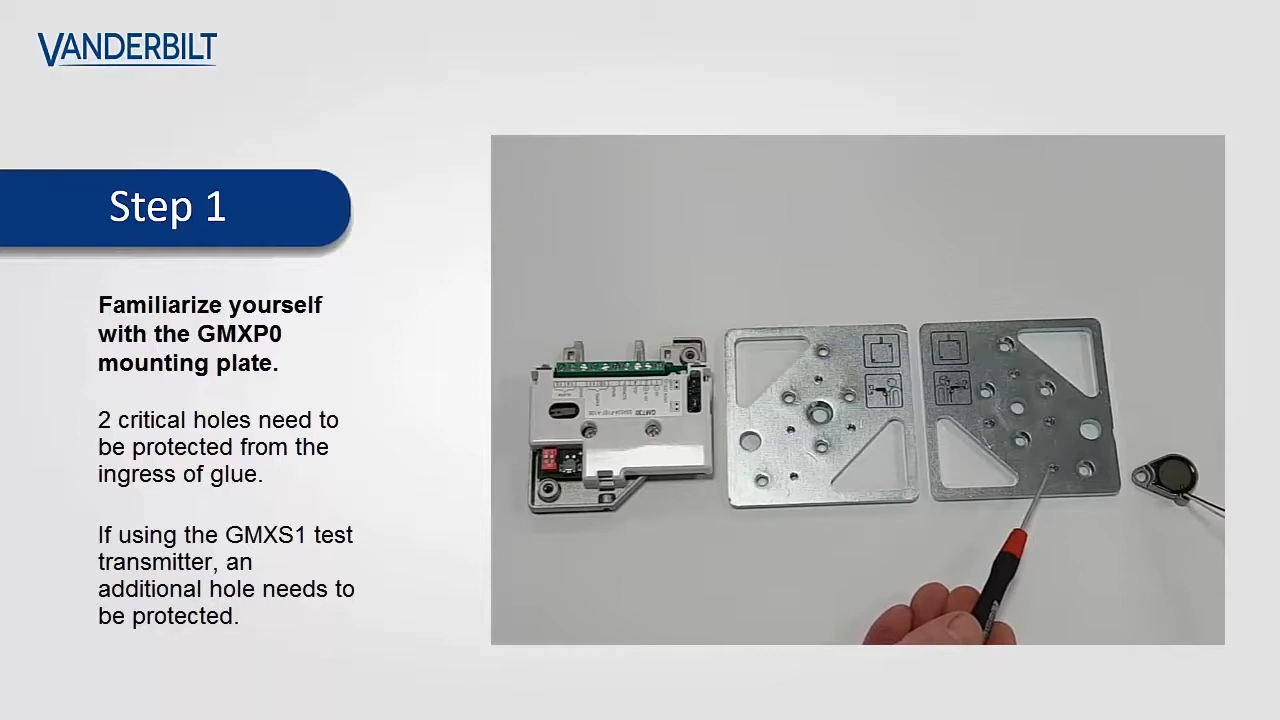 VANDERBILT
Step 1
Familiarize yourself
with the GMXP0
mounting plate.
2 critical holes need to
be protected from the
ingress of glue.
If using the GMXS1 test
transmitter, an
additional hole needs to
be protected.
GM730